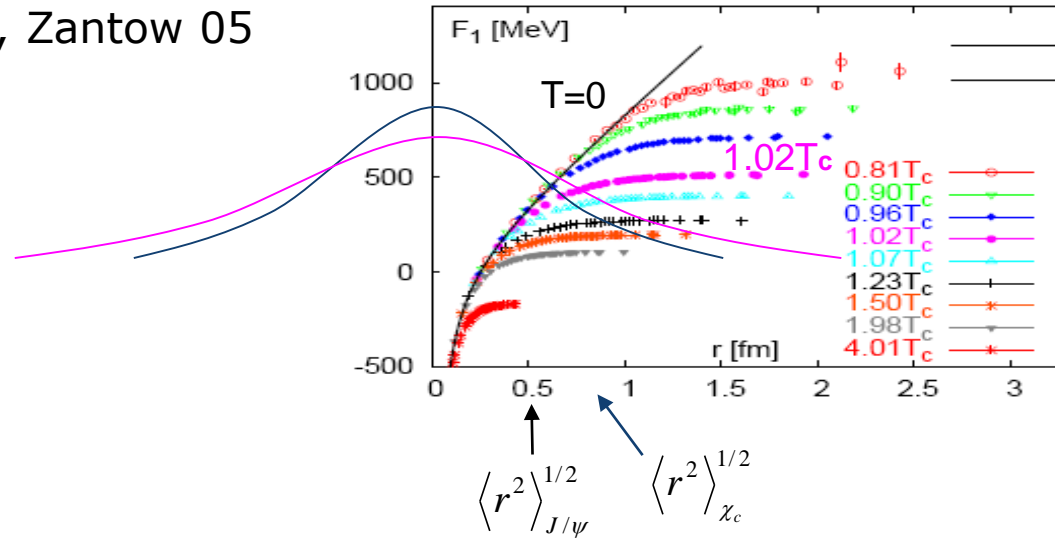 , Zantow 05
F₁ [MeV]
1000
T=0
500
1.02Tc
0.81Tc
0.90Tc
0.96Tc
1.02Tc
1.07Tc
1.23Tc
1.50Tc
1.98Tc
4.01Tc
0
r [fm]
-500
0 0.5 1 1.5 2 2.5 3
⟨r²⟩^{1/2}_{J/ψ}
⟨r²⟩^{1/2}_{χ_c}